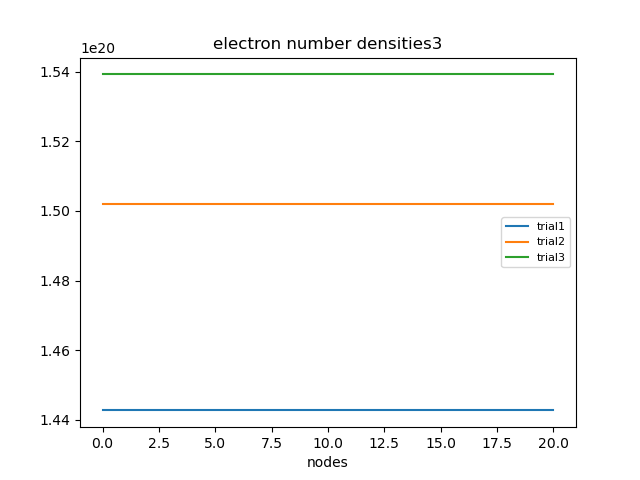 electron number densities3
1e20
1.54
1.52
1.50
1.48
1.46
1.44
trial1
trial2
trial3
0.0 2.5 5.0 7.5 10.0 12.5 15.0 17.5 20.0
nodes